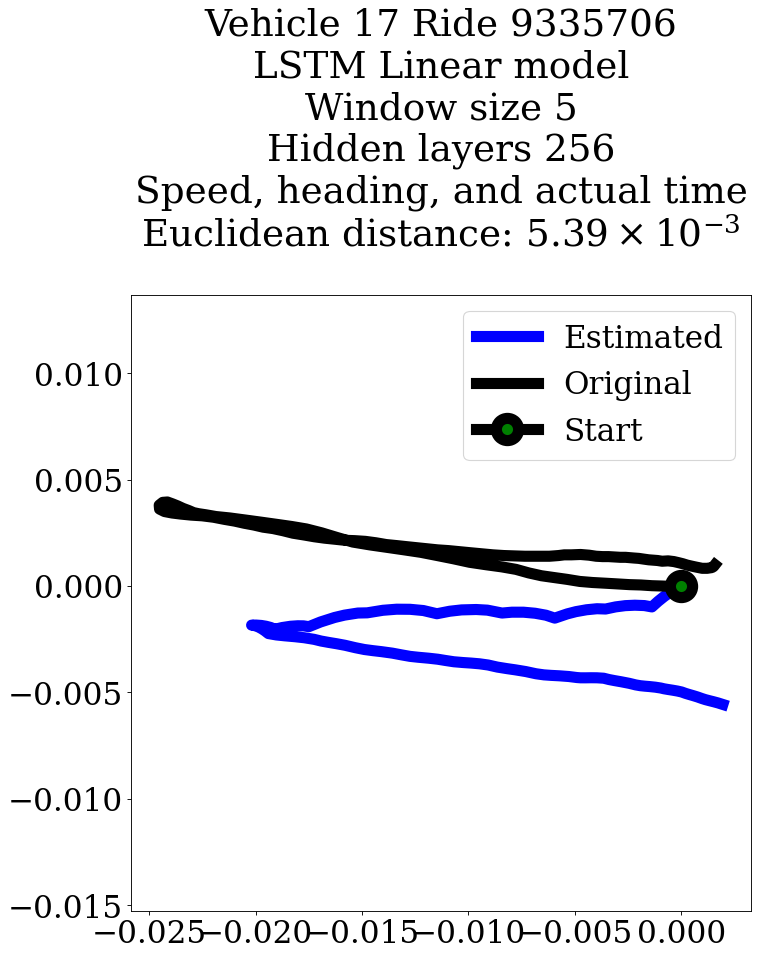 Vehicle 17 Ride 9335706
LSTM Linear model
Window size 5
Hidden layers 256
Speed, heading, and actual time
Euclidean distance: 5.39 × 10⁻³
Estimated
Original
Start
0.010
0.005
0.000
−0.005
−0.010
−0.015
−0.025 −0.020 −0.015 −0.010 −0.005 0.000